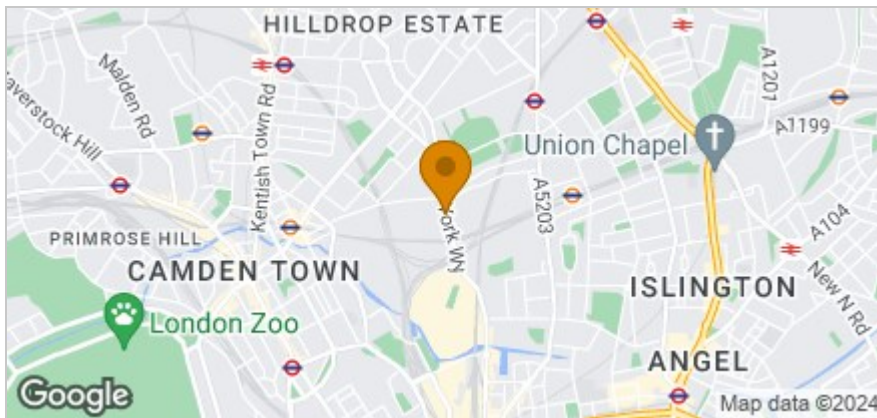 HILLDROP ESTATE
Malden Rd
averstock Hill
Kentish Town Rd
A1201
A1199
Union Chapel
A5203
York Wy
A104
PRIMROSE HILL
CAMDEN TOWN
ISLINGTON
New N Rd
London Zoo
ANGEL
Google
Map data ©2024